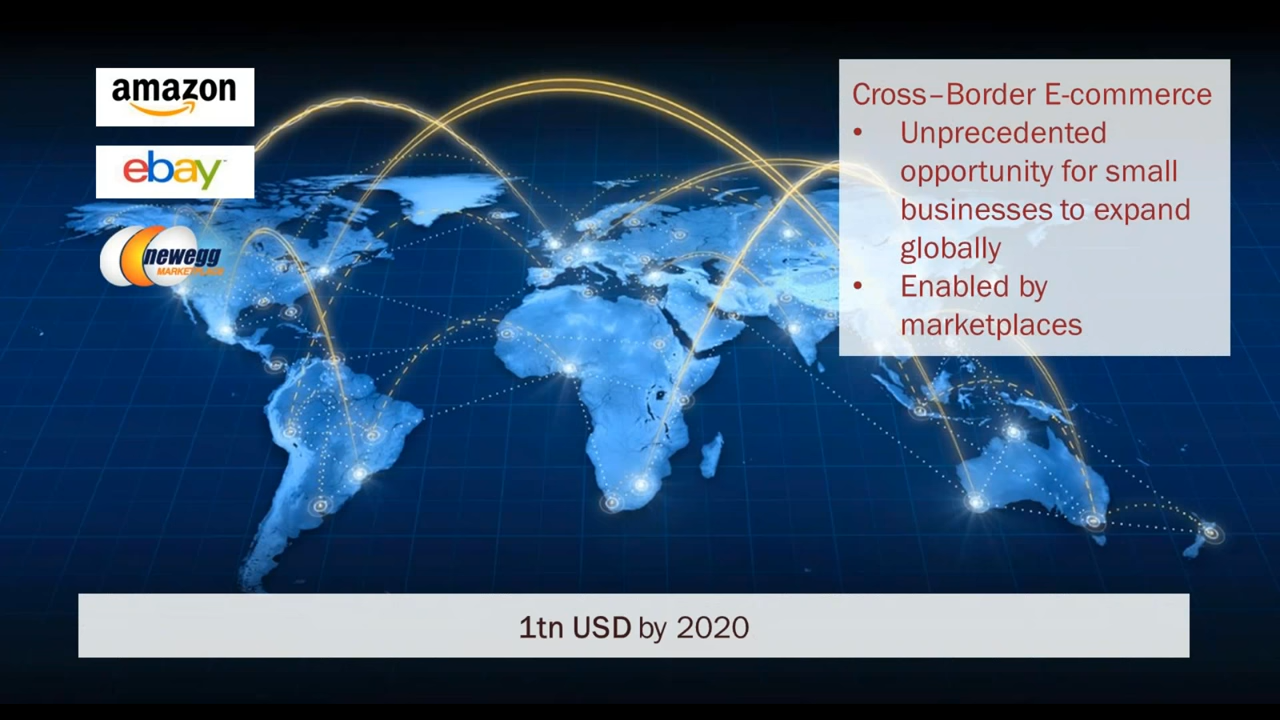 amazon
ebay
newegg
MARKETPLACE
Cross–Border E-commerce
• Unprecedented
opportunity for small
businesses to expand
globally
• Enabled by
marketplaces
1tn USD by 2020